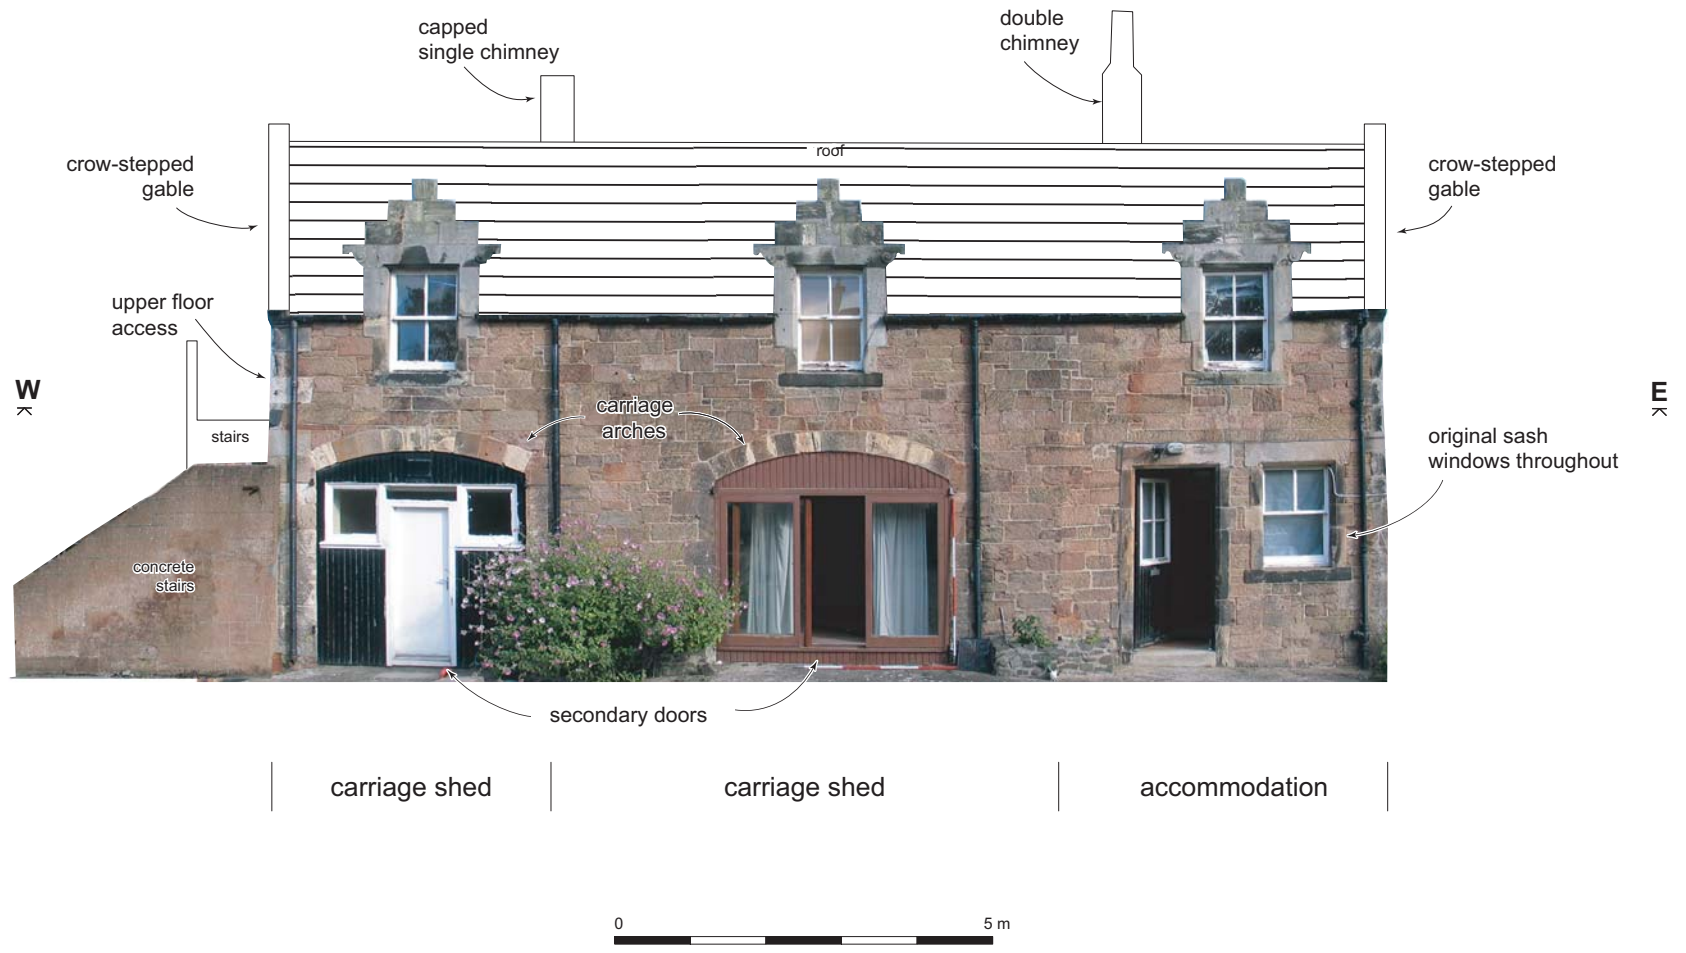 capped
single chimney
double
chimney
roof
crow-stepped
gable
crow-stepped
gable
upper floor
access
W
E
carriage
arches
stairs
original sash
windows throughout
concrete
stairs
secondary doors
carriage shed
carriage shed
accommodation
0
5 m